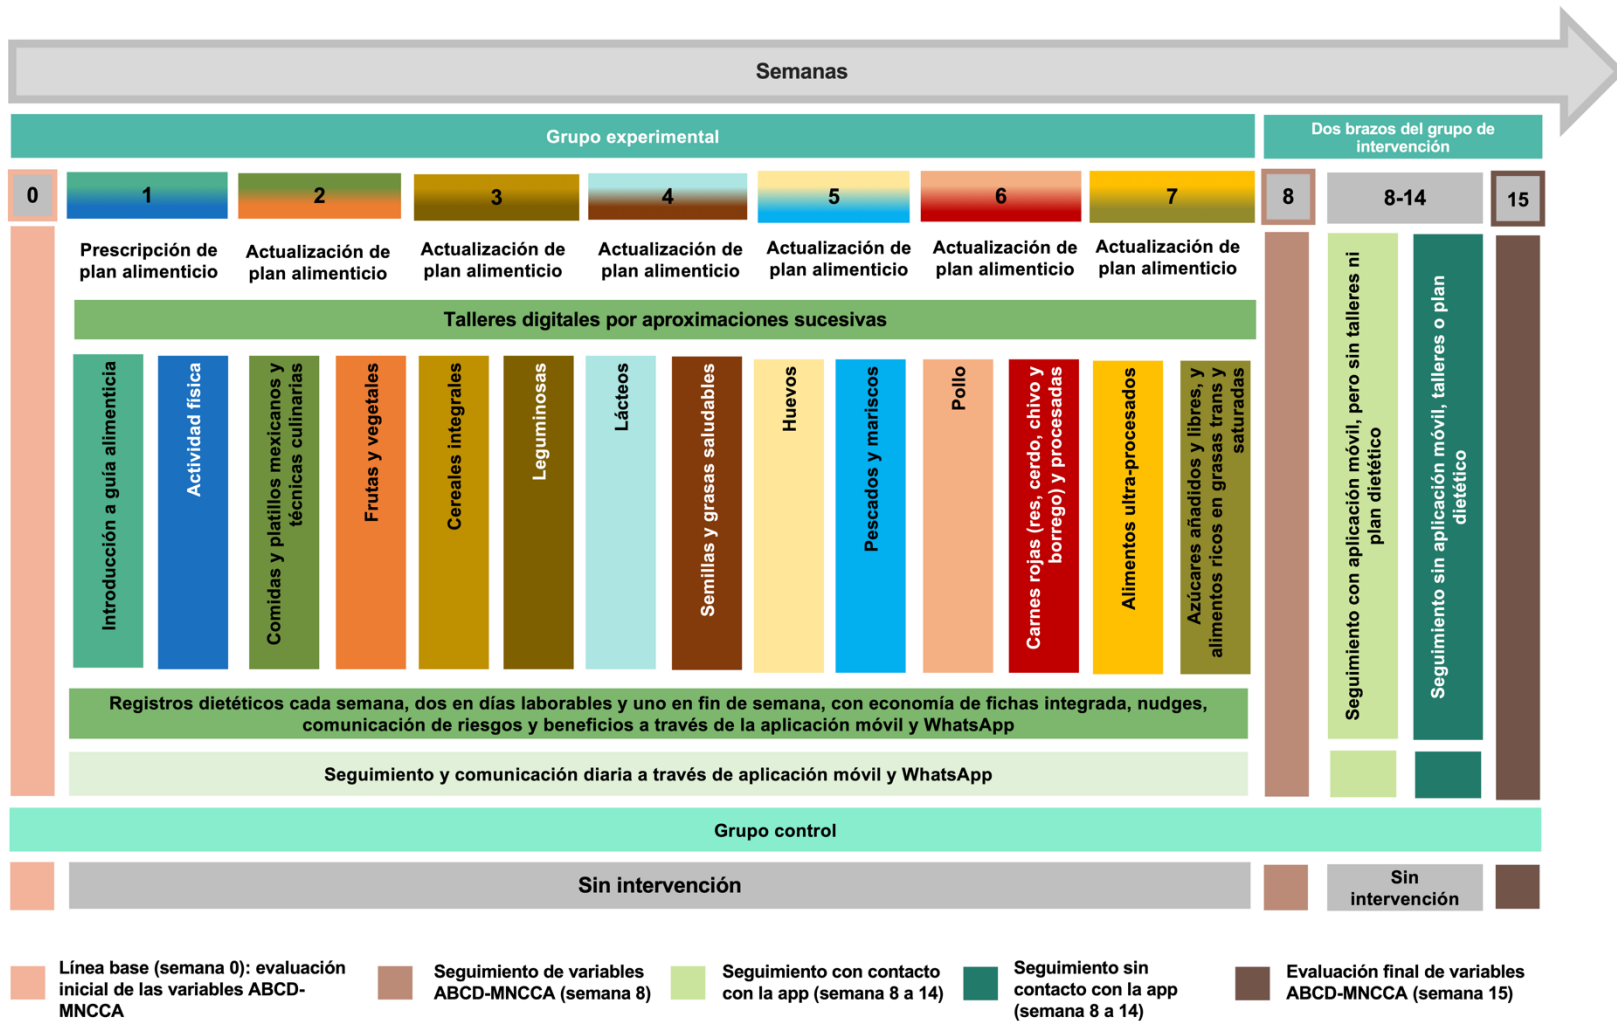 Semanas
Grupo experimental
Dos brazos del grupo de
intervención
0
1
2
3
4
5
6
7
8
8-14
15
Prescripción de
plan alimenticio
Actualización de
plan alimenticio
Actualización de
plan alimenticio
Actualización de
plan alimenticio
Actualización de
plan alimenticio
Actualización de
plan alimenticio
Actualización de
plan alimenticio
Talleres digitales por aproximaciones sucesivas
Introducción a guía alimenticia
Actividad física
Comidas y platillos mexicanos y
técnicas culinarias
Frutas y vegetales
Cereales integrales
Leguminosas
Lácteos
Semillas y grasas saludables
Huevos
Pescados y mariscos
Pollo
Carnes rojas (res, cerdo, chivo y
borrego) y procesadas
Alimentos ultra-procesados
Azúcares añadidos y libres, y
alimentos ricos en grasas trans y
saturadas
Seguimiento con aplicación móvil, pero sin talleres ni
plan dietético
Seguimiento sin aplicación móvil, talleres o plan
dietético
Registros dietéticos cada semana, dos en días laborables y uno en fin de semana, con economía de fichas integrada, nudges,
comunicación de riesgos y beneficios a través de la aplicación móvil y WhatsApp
Seguimiento y comunicación diaria a través de aplicación móvil y WhatsApp
Grupo control
Sin intervención
Sin
intervención
Línea base (semana 0): evaluación
inicial de las variables ABCD-
MNCCA
Seguimiento de variables
ABCD-MNCCA (semana 8)
Seguimiento con contacto
con la app (semana 8 a 14)
Seguimiento sin
contacto con la app
(semana 8 a 14)
Evaluación final de variables
ABCD-MNCCA (semana 15)